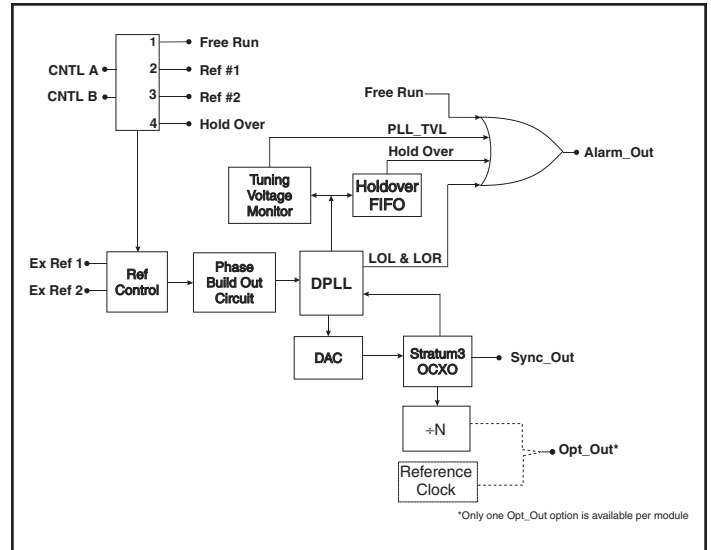 1 Free Run
CNTL A 2 Ref #1
CNTL B 3 Ref #2
4 Hold Over
Free Run
PLL_TVL
Hold Over
Alarm_Out
Tuning
Voltage
Monitor
Holdover
FIFO
LOL & LOR
Ex Ref 1
Ex Ref 2
Ref
Control
Phase
Build Out
Circuit
DPLL
DAC
Stratum3
OCXO
Sync_Out
÷N
Opt_Out*
Reference
Clock
*Only one Opt_Out option is available per module